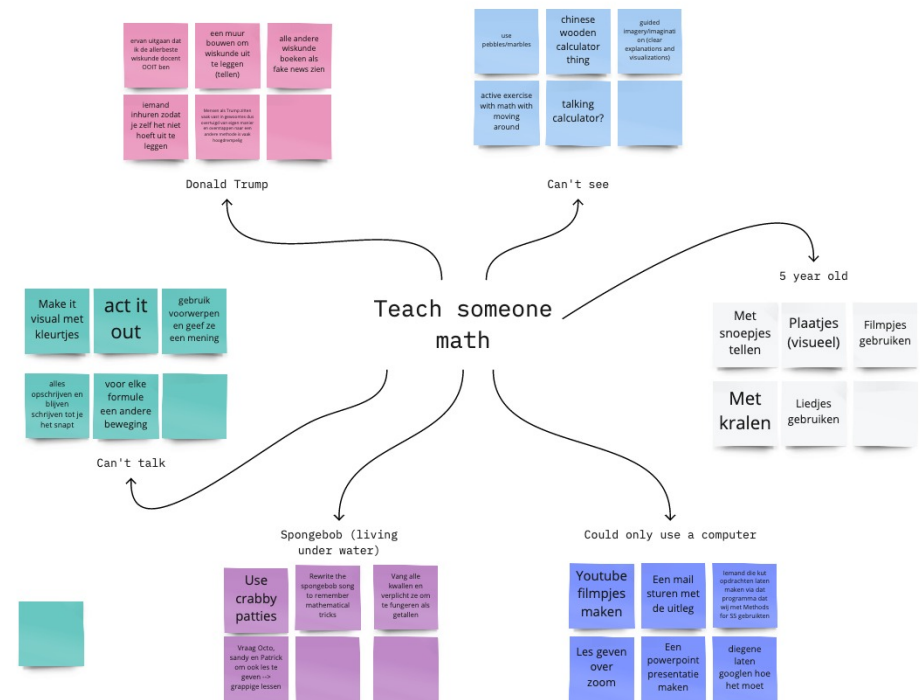 ervan uitgaan dat
ik de allerbeste
wiskunde docent
OOIT ben
een muur
bouwen om
wiskunde uit
te leggen
(tellen)
alle andere
wiskunde
boeken als
fake news zien
iemand
inhuren zodat
je zelf het niet
hoeft uit te
leggen
Donald Trump
use
pebbles/marbles
chinese
wooden
calculator
thing
guided
imagery/imaginati
on (clear
explanations and
visualizations)
active exercise
with math with
moving
around
talking
calculator?
Can't see
Teach someone
math
5 year old
Met
snoepjes
tellen
Plaatjes
(visueel)
Filmpjes
gebruiken
Met
kralen
Liedjes
gebruiken
Make it
visual met
kleurtjes
act it
out
gebruik
voorwerpen
en geef ze
een mening
alles
opschrijven en
blijven
schrijven tot je
het snapt
voor elke
formule
een andere
beweging
Can't talk
Spongebob (living
under water)
Use
crabby
patties
Rewrite the
spongebob song
to remember
mathematical
tricks
Vang alle
kwallen en
verplicht ze om
te fungeren als
getallen
Vraag Octo,
sandy en Patrick
om ook les te
geven -->
grappige lessen
Could only use a computer
Youtube
filmpjes
maken
Een mail
sturen met
de uitleg
Iemand die kut
opdrachten laten
maken via dat
programma dat
wij met Methods
for SS gebruikten
Les geven
over
zoom
Een
powerpoint
presentatie
maken
diegene
laten
googlen hoe
het moet